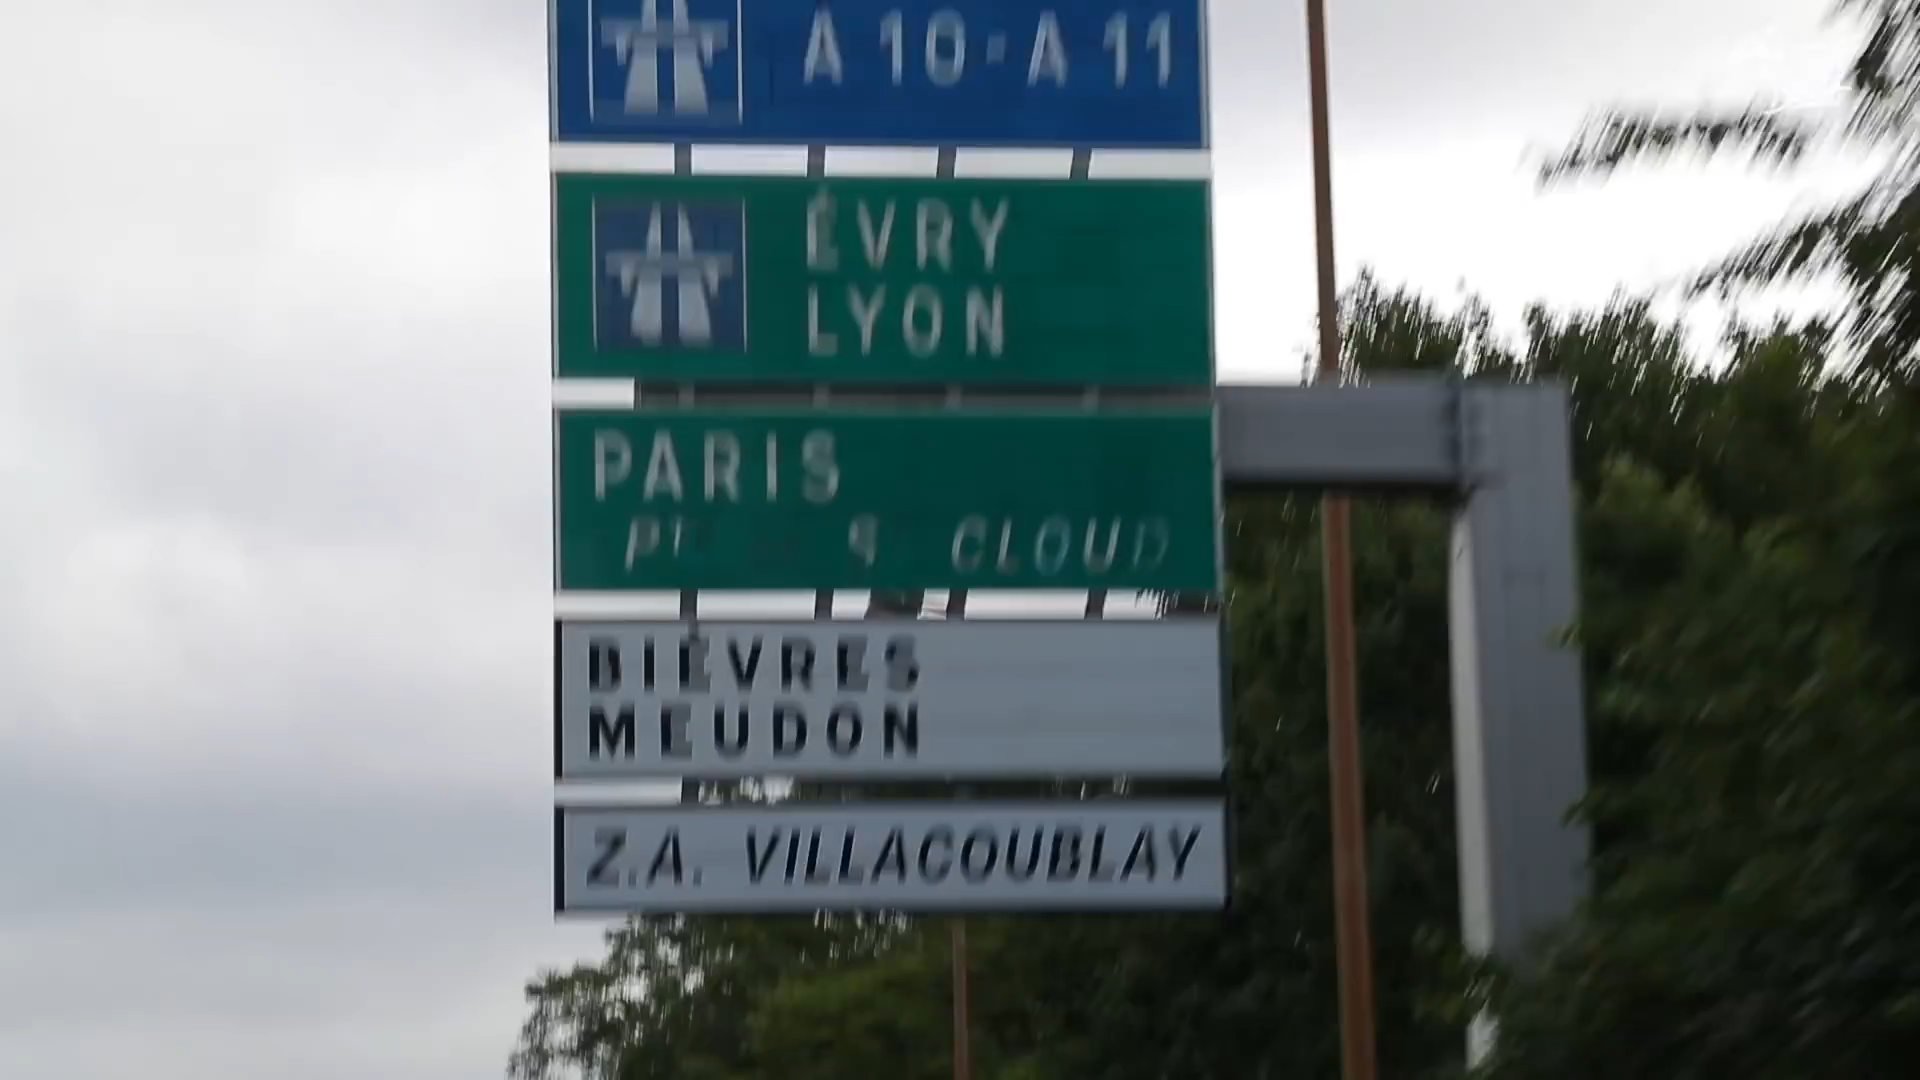 A 10 - A 11
ÉVRY
LYON
PARIS
CLOUD
BIÈVRES
MEUDON
Z.A. VILLACOUBLAY